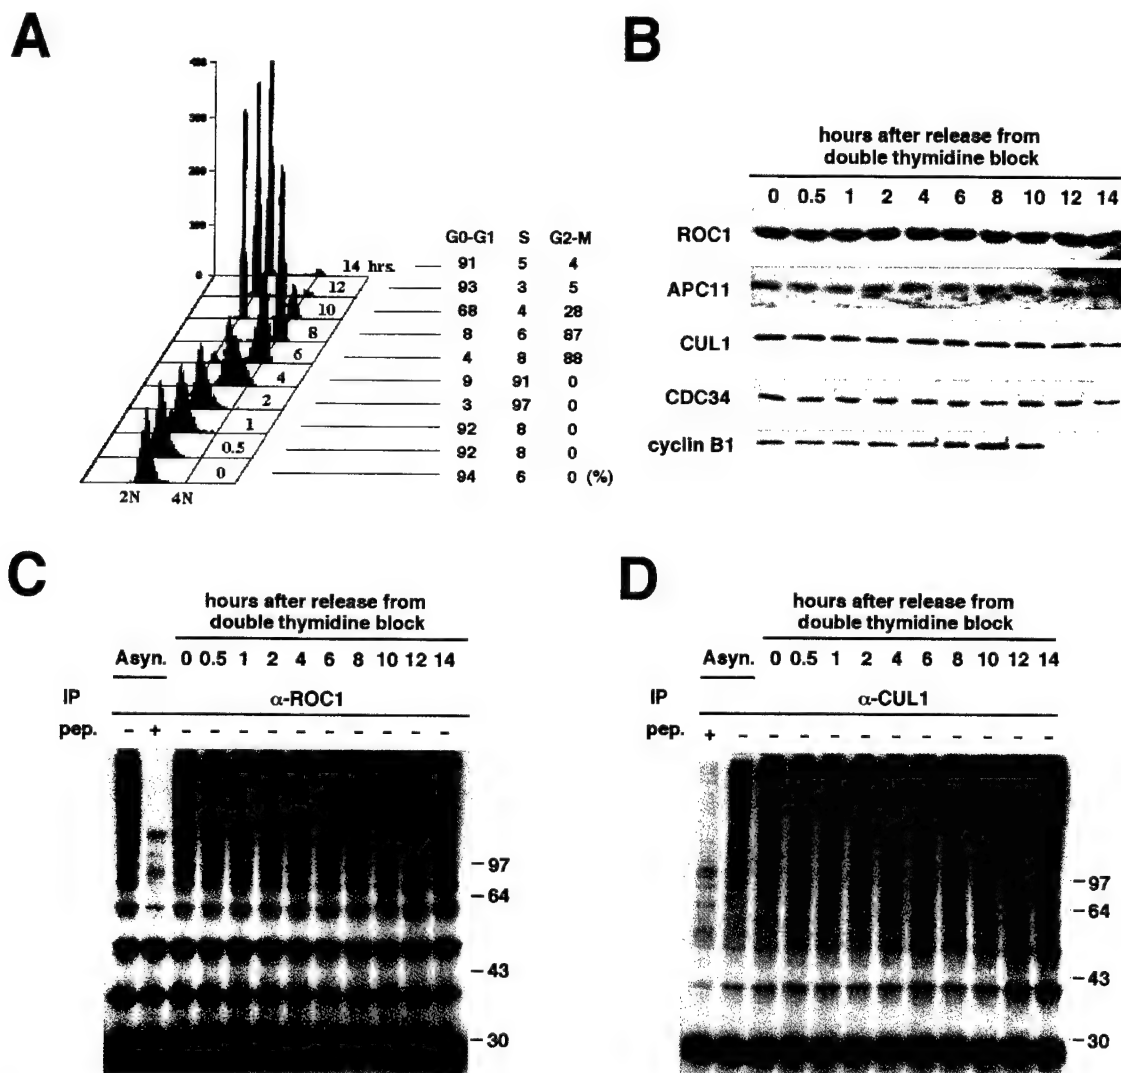 A
400
300
200
100
0
14 hrs.
12
10
8
6
4
2
1
0.5
0
2N 4N
G0-G1 S G2-M
91 5 4
93 3 5
68 4 28
8 6 87
4 8 88
9 91 0
3 97 0
92 8 0
92 8 0
94 6 0 (%)
B
hours after release from
double thymidine block
0 0.5 1 2 4 6 8 10 12 14
ROC1
APC11
CUL1
CDC34
cyclin B1
C
hours after release from
double thymidine block
Asyn. 0 0.5 1 2 4 6 8 10 12 14
IP α-ROC1
pep. - + - - - - - - - - - -
-97
-64
-43
-30
D
hours after release from
double thymidine block
Asyn. 0 0.5 1 2 4 6 8 10 12 14
IP α-CUL1
pep. + - - - - - - - - - - -
-97
-64
-43
-30